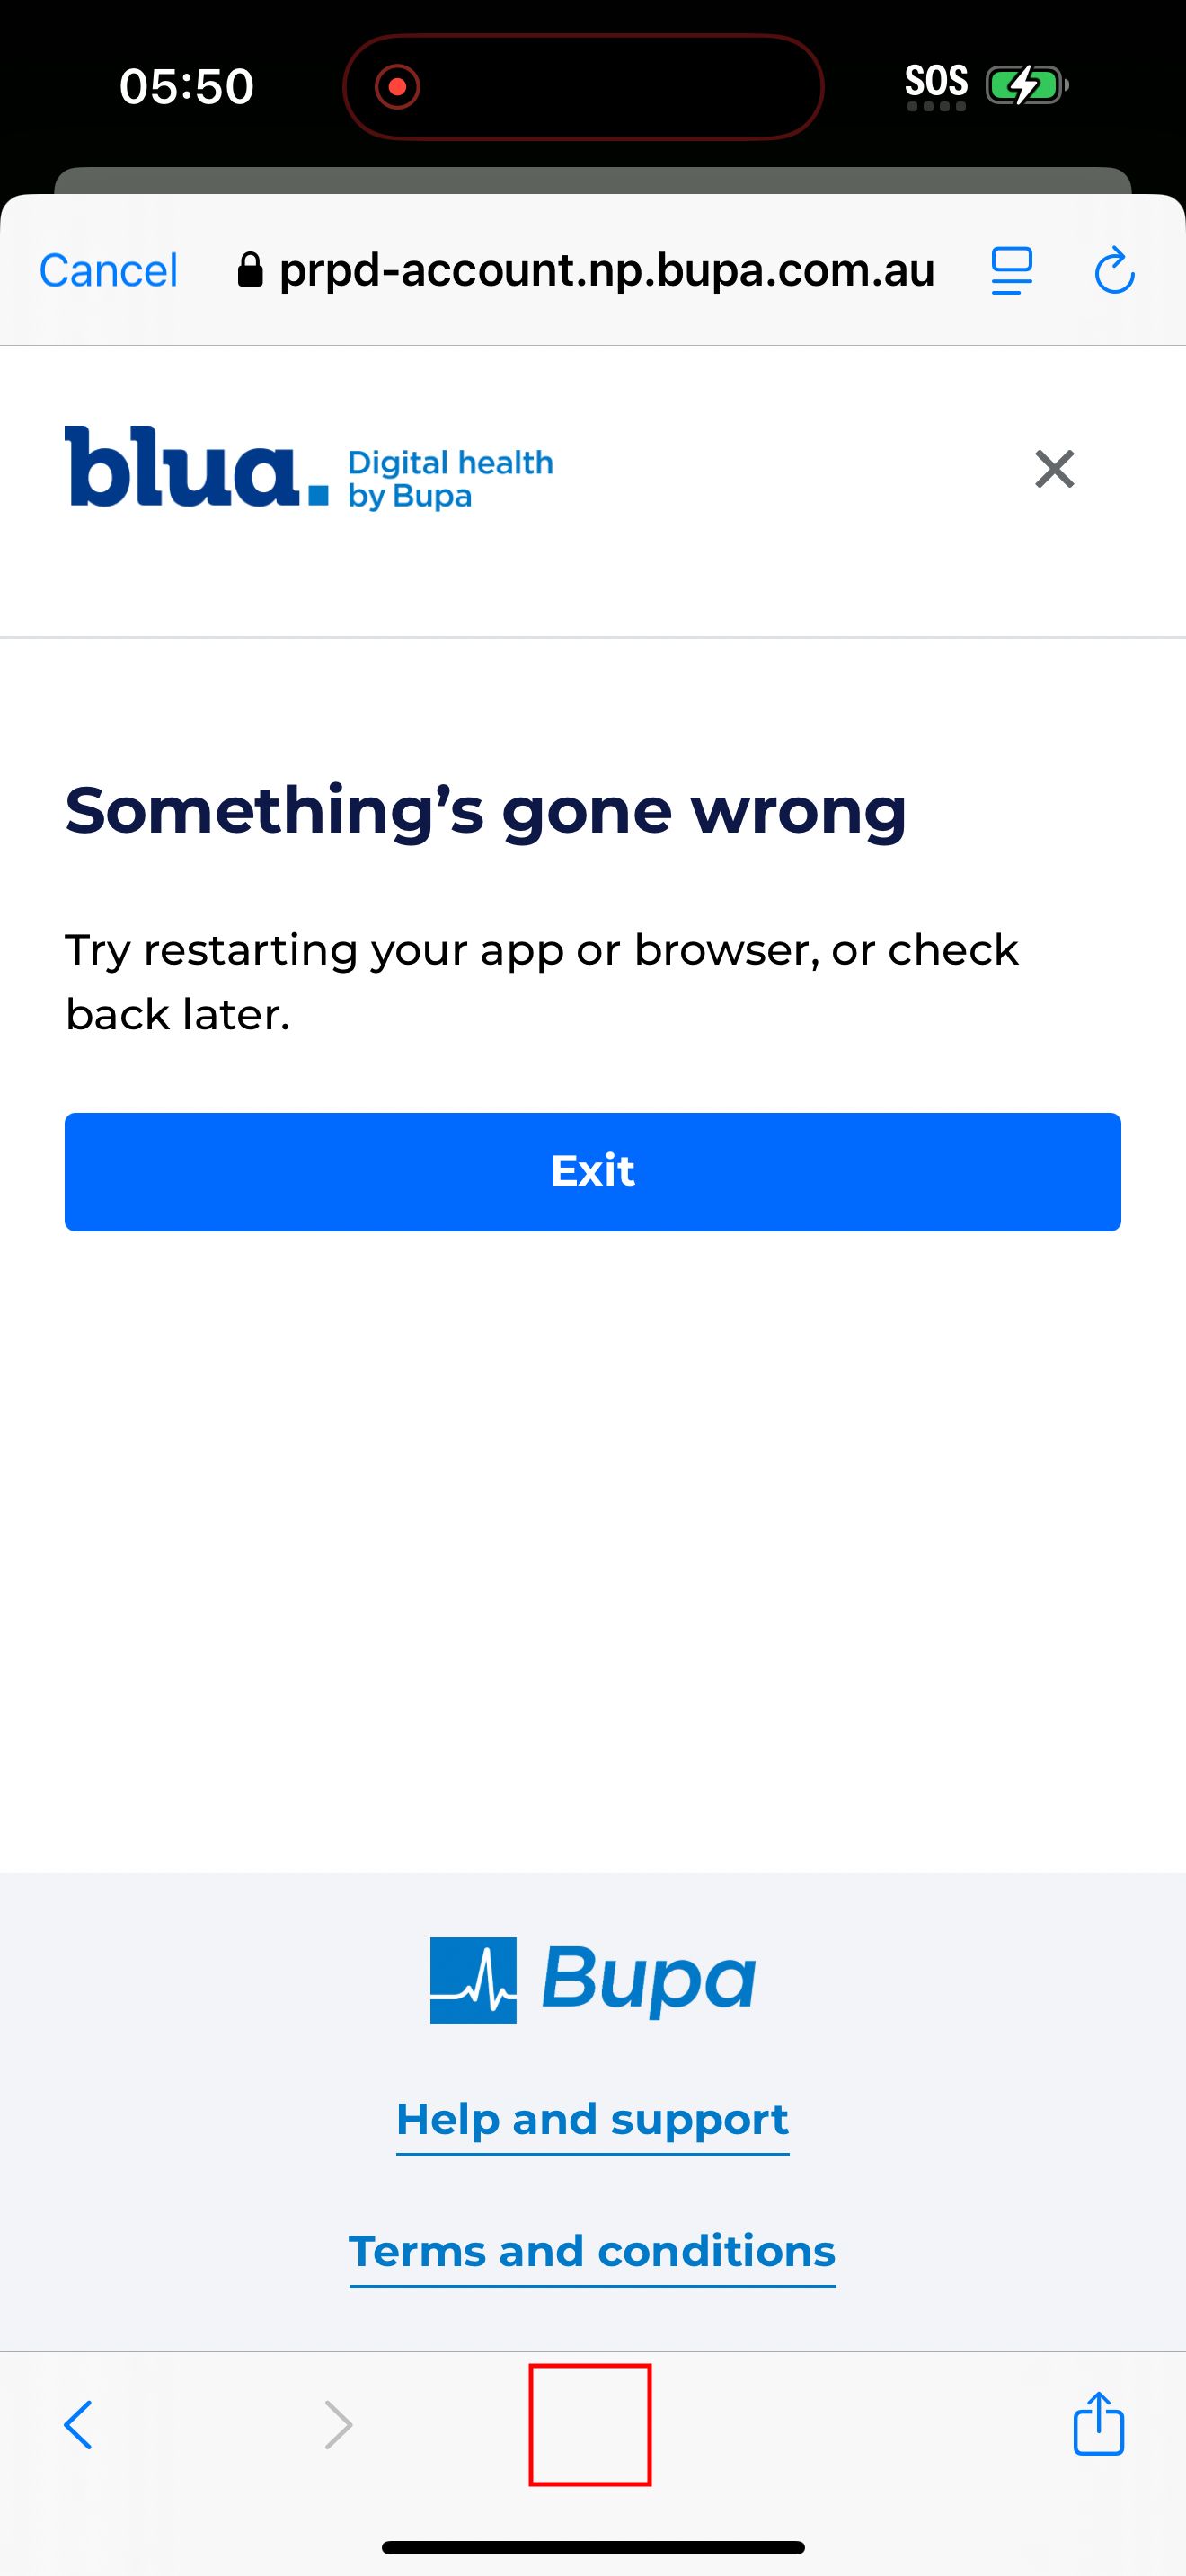 05:50
SOS
Cancel
prpd-account.np.bupa.com.au
blua.
Digital health
by Bupa
Something’s gone wrong
Try restarting your app or browser, or check
back later.
Exit
Bupa
Help and support
Terms and conditions